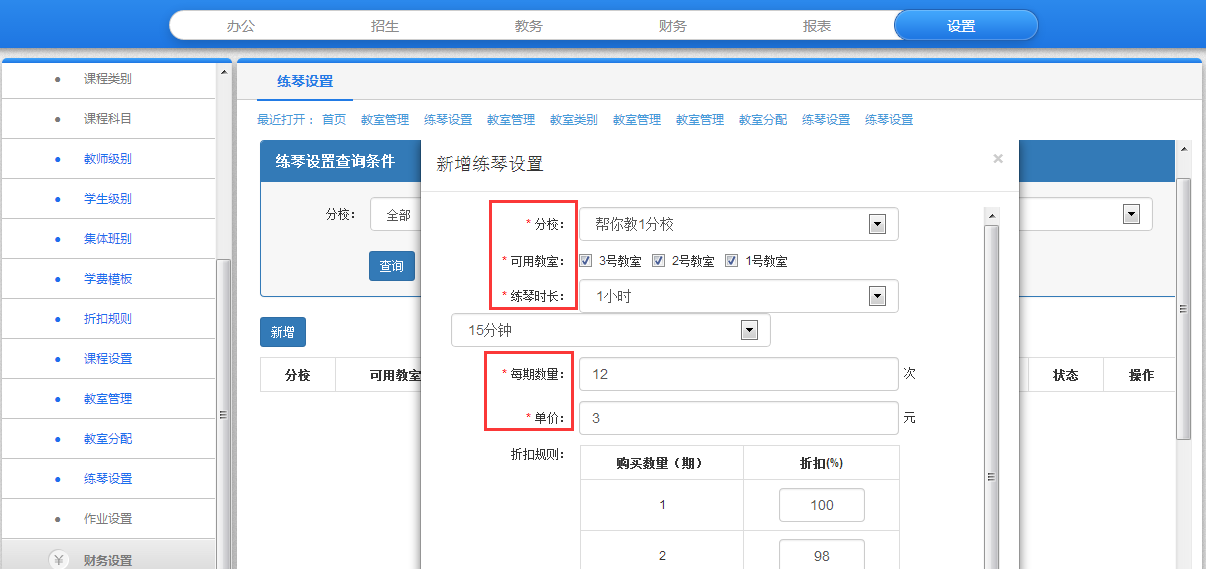 办公 招生 教务 财务 报表 设置
课程类别
课程科目
教师级别
学生级别
集体班别
学费模板
折扣规则
课程设置
教室管理
教室分配
练琴设置
作业设置
¥ 财务设置
练琴设置
最近打开： 首页 教室管理 练琴设置 教室管理 教室类别 教室管理 教室管理 教室分配 练琴设置 练琴设置
练琴设置查询条件
分校： 全部
查询
新增
分校 可用教室 状态 操作
新增练琴设置 ×
* 分校： 帮你教1分校
* 可用教室： 3号教室 2号教室 1号教室
* 练琴时长： 1小时
15分钟
* 每期数量： 12 次
* 单价： 3 元
折扣规则： 购买数量（期） 折扣(%)
1 100
2 98